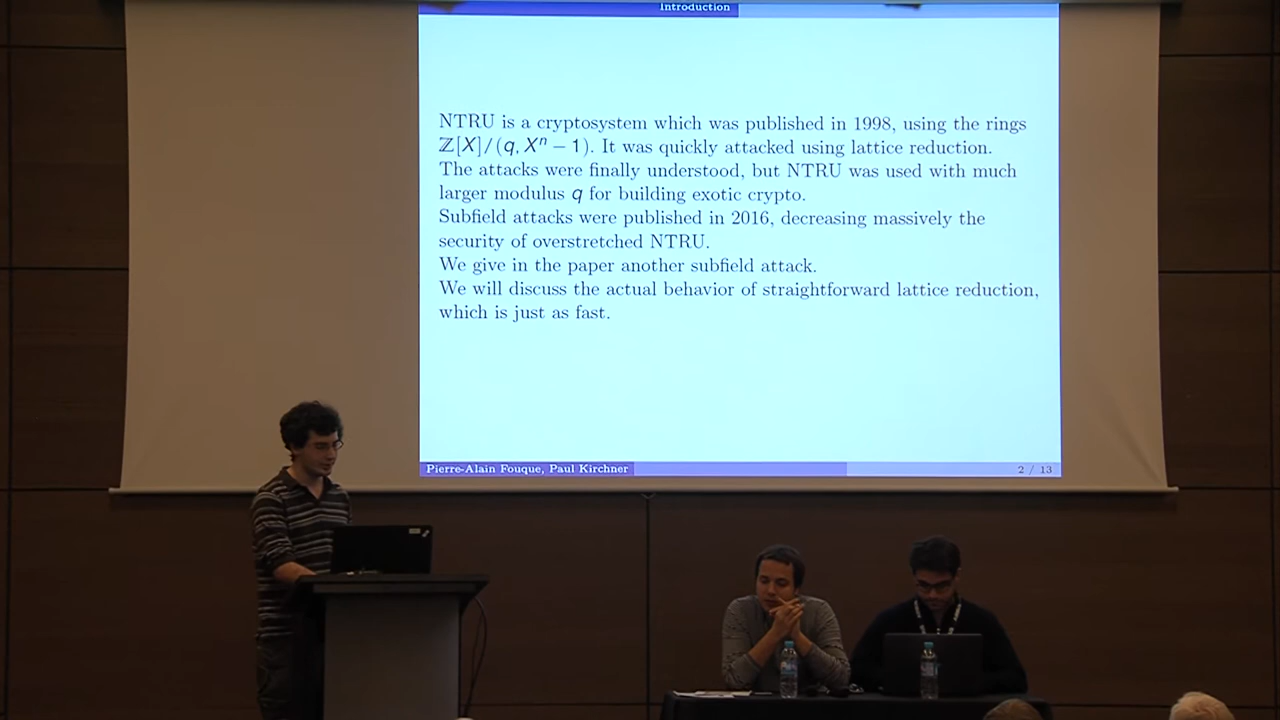 Introduction
NTRU is a cryptosystem which was published in 1998, using the rings
ℤ[X]/(q, Xⁿ − 1). It was quickly attacked using lattice reduction.
The attacks were finally understood, but NTRU was used with much
larger modulus q for building exotic crypto.
Subfield attacks were published in 2016, decreasing massively the
security of overstretched NTRU.
We give in the paper another subfield attack.
We will discuss the actual behavior of straightforward lattice reduction,
which is just as fast.
Pierre-Alain Fouque, Paul Kirchner
2 / 13